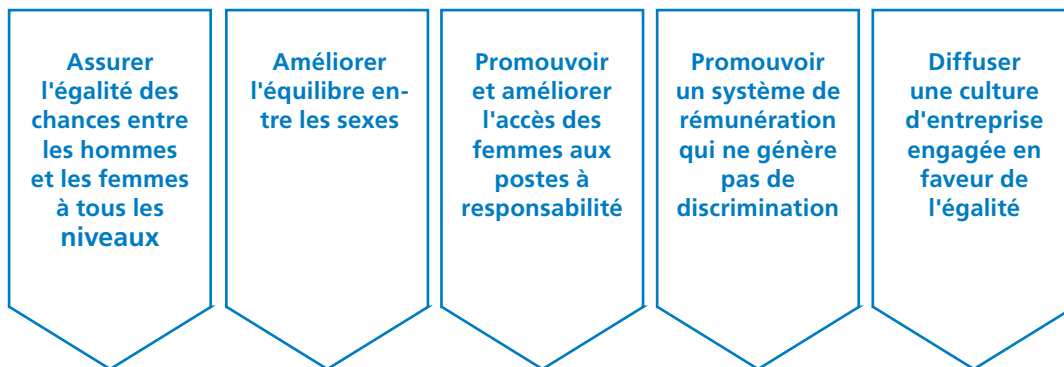 Assurer
l'égalité des
chances entre
les hommes
et les femmes
à tous les
niveaux
Améliorer
l'équilibre en-
tre les sexes
Promouvoir
et améliorer
l'accès des
femmes aux
postes à
responsabilité
Promouvoir
un système de
rémunération
qui ne génère
pas de
discrimination
Diffuser
une culture
d'entreprise
engagée en
faveur de
l'égalité